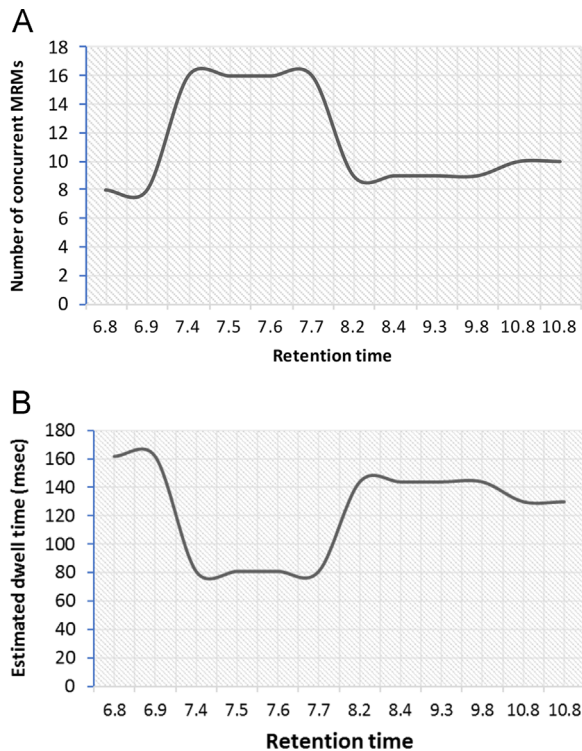 A
Number of concurrent MRMs
18
16
14
12
10
8
6
4
2
0
6.8 6.9 7.4 7.5 7.6 7.7 8.2 8.4 9.3 9.8 10.8 10.8
Retention time
B
Estimated dwell time (msec)
180
160
140
120
100
80
60
40
20
0
6.8 6.9 7.4 7.5 7.6 7.7 8.2 8.4 9.3 9.8 10.8 10.8
Retention time